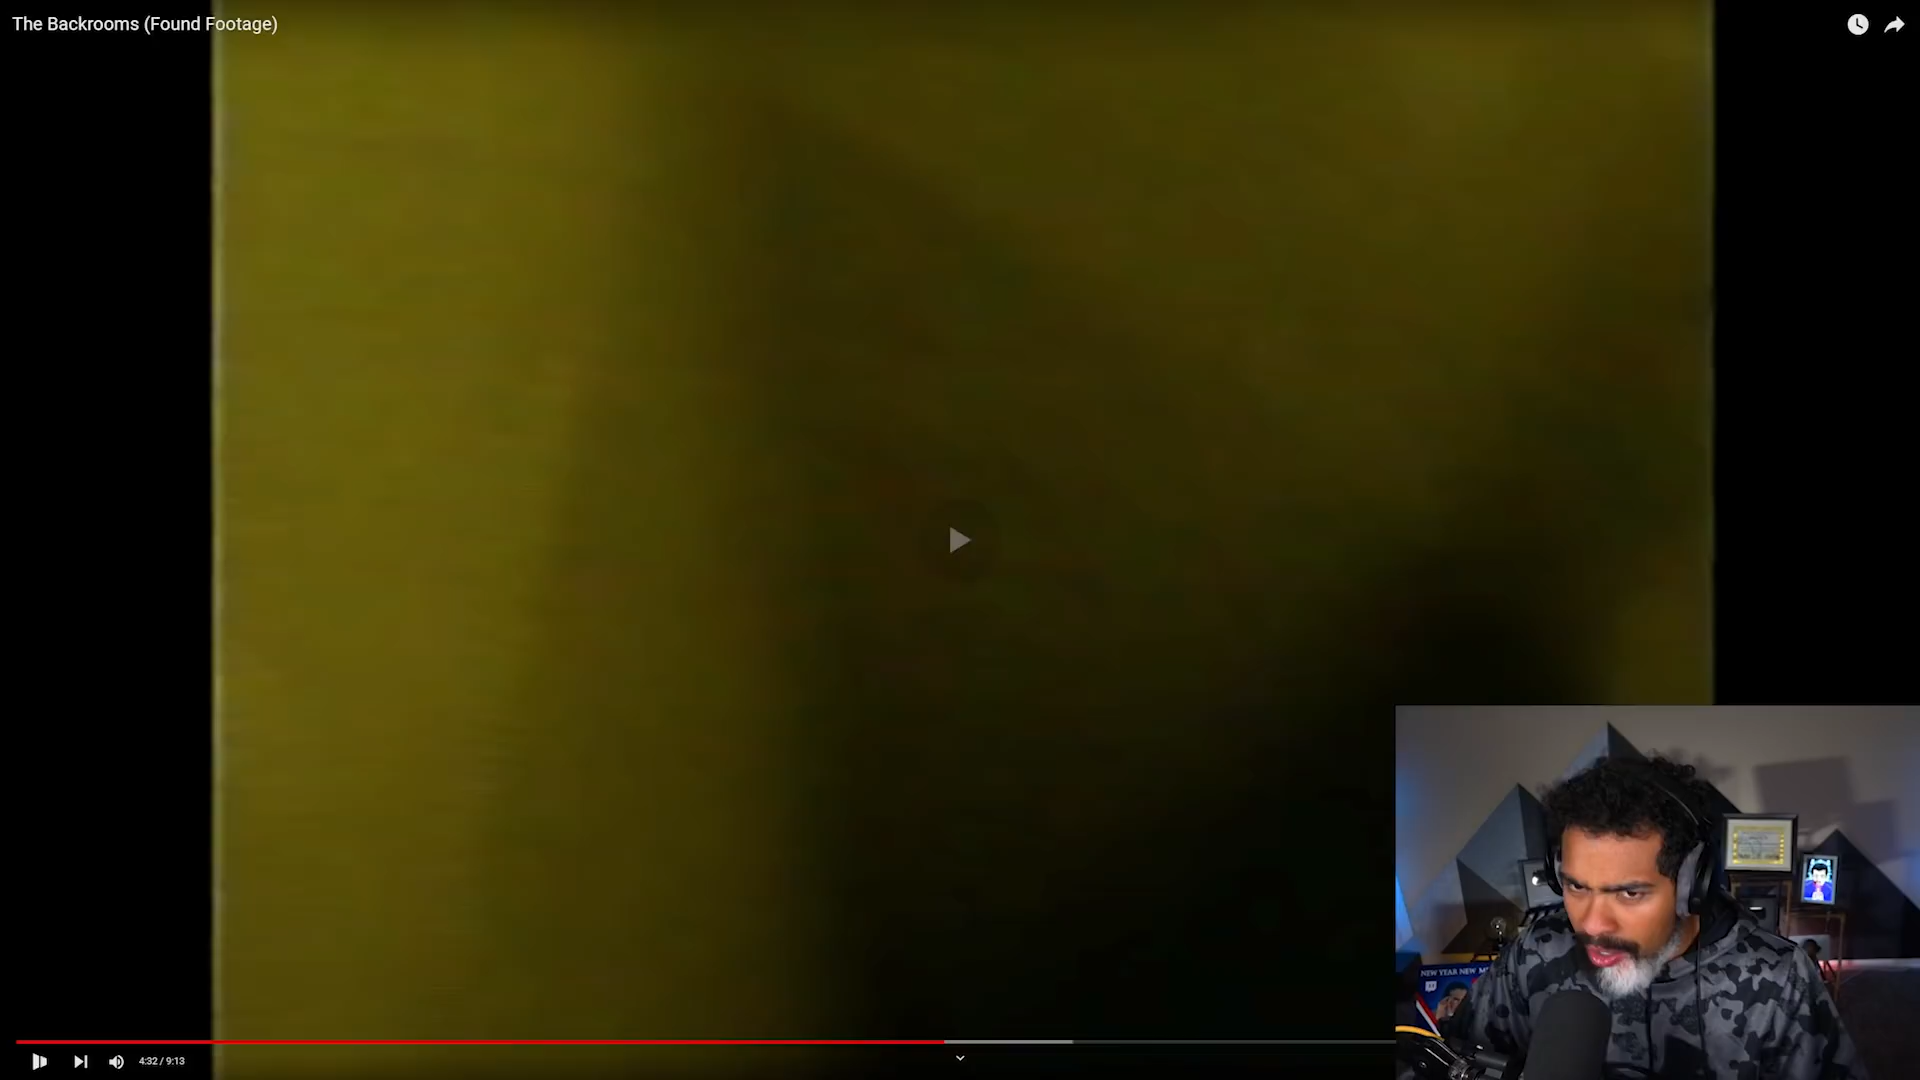 The Backrooms (Found Footage)
NEW YEAR NEW M
4:32 / 9:13